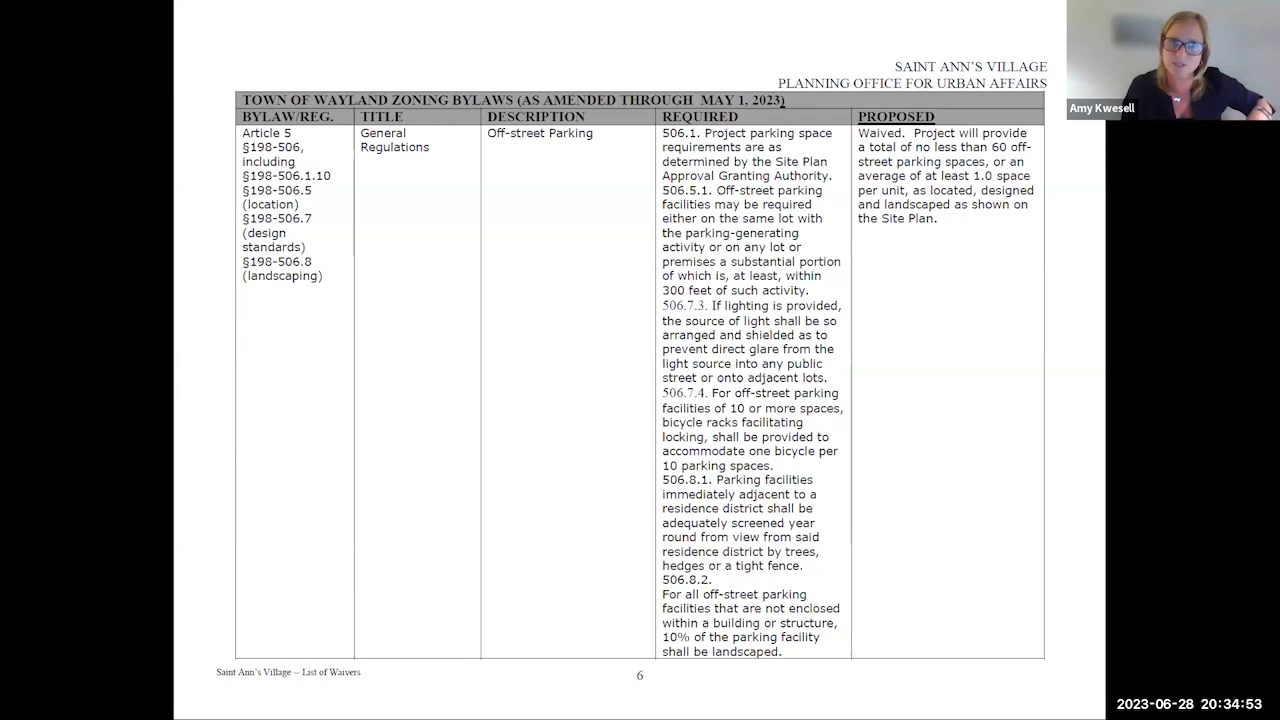 SAINT ANN'S VILLAGE
PLANNING OFFICE FOR URBAN AFFAIRS
TOWN OF WAYLAND ZONING BYLAWS (AS AMENDED THROUGH MAY 1, 2023)
BYLAW/REG. TITLE DESCRIPTION REQUIRED PROPOSED
Article 5
§198-506,
including
§198-506.1.10
§198-506.5
(location)
§198-506.7
(design
standards)
§198-506.8
(landscaping)
General
Regulations
Off-street Parking
506.1. Project parking space
requirements are as
determined by the Site Plan
Approval Granting Authority.
506.5.1. Off-street parking
facilities may be required
either on the same lot with
the parking-generating
activity or on any lot or
premises a substantial portion
of which is, at least, within
300 feet of such activity.
506.7.3. If lighting is provided,
the source of light shall be so
arranged and shielded as to
prevent direct glare from the
light source into any public
street or onto adjacent lots.
506.7.4. For off-street parking
facilities of 10 or more spaces,
bicycle racks facilitating
locking, shall be provided to
accommodate one bicycle per
10 parking spaces.
506.8.1. Parking facilities
immediately adjacent to a
residence district shall be
adequately screened year
round from view from said
residence district by trees,
hedges or a tight fence.
506.8.2.
For all off-street parking
facilities that are not enclosed
within a building or structure,
10% of the parking facility
shall be landscaped.
Waived. Project will provide
a total of no less than 60 off-
street parking spaces, or an
average of at least 1.0 space
per unit, as located, designed
and landscaped as shown on
the Site Plan.
Saint Ann's Village -- List of Waivers
6
Amy Kwesell
2023-06-28 20:34:53